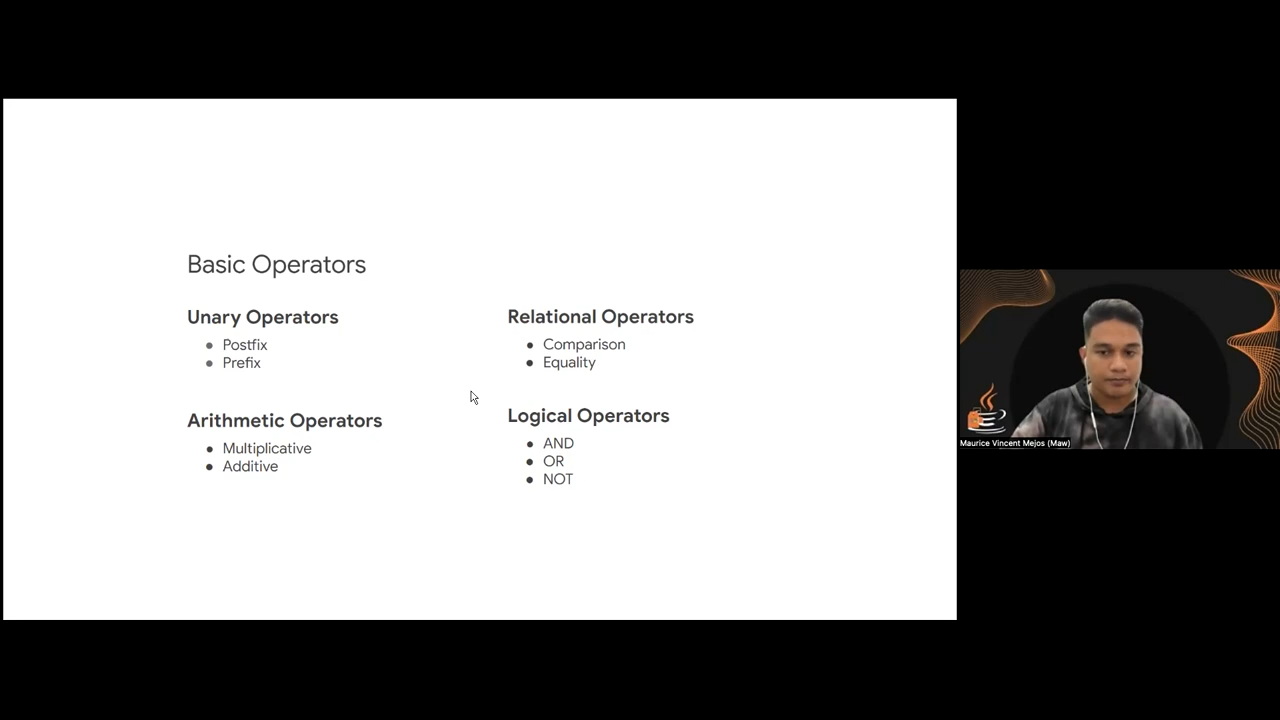 Basic Operators
Unary Operators
Postfix
Prefix
Arithmetic Operators
Multiplicative
Additive
Relational Operators
Comparison
Equality
Logical Operators
AND
OR
NOT
Maurice Vincent Mejos (Maw)